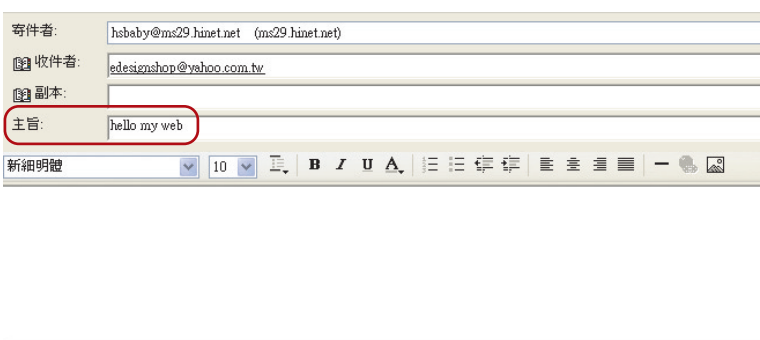 寄件者: hsbaby@ms29.hinet.net (ms29.hinet.net)
收件者: edesignshop@yahoo.com.tw
副本:
主旨: hello my web
新細明體 10 B I U A